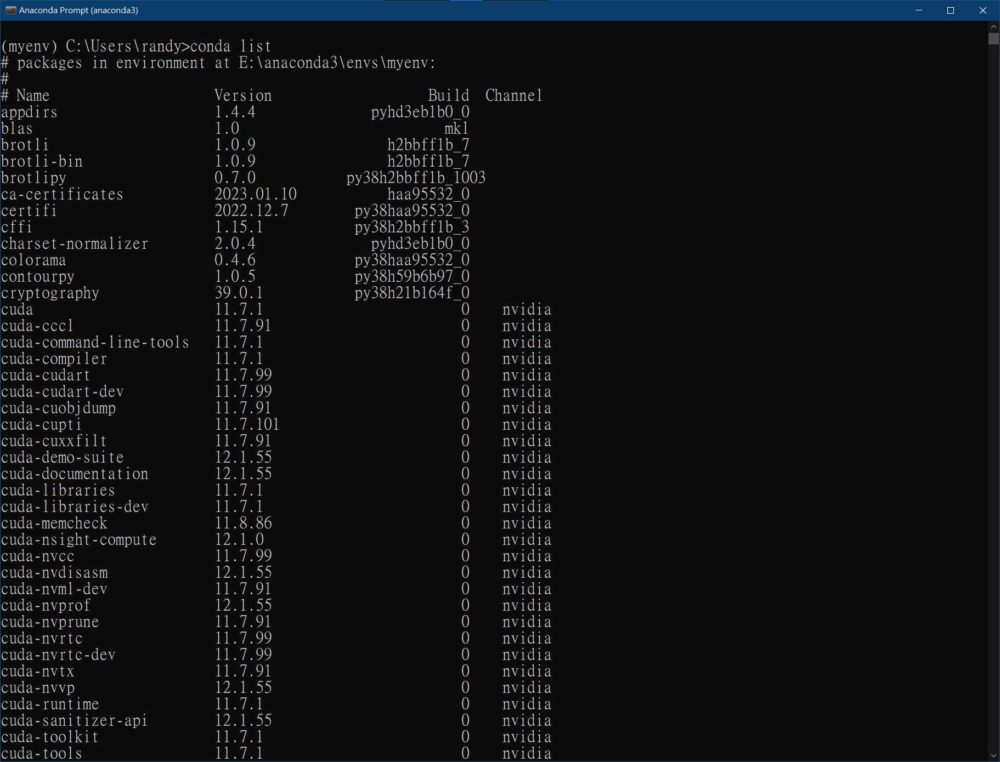 Anaconda Prompt (anaconda3)
(myenv) C:\Users\randy>conda list
# packages in environment at E:\anaconda3\envs\myenv:
#
# Name                    Version                   Build  Channel
appdirs                   1.4.4              pyhd3eb1b0_0
blas                      1.0                         mkl
brotli                    1.0.9                h2bbff1b_7
brotli-bin                1.0.9                h2bbff1b_7
brotlipy                  0.7.0           py38h2bbff1b_1003
ca-certificates           2023.01.10           haa95532_0
certifi                   2022.12.7        py38haa95532_0
cffi                      1.15.1           py38h2bbff1b_3
charset-normalizer        2.0.4              pyhd3eb1b0_0
colorama                  0.4.6            py38haa95532_0
contourpy                 1.0.5            py38h59b6b97_0
cryptography              39.0.1           py38h21b164f_0
cuda                      11.7.1                        0    nvidia
cuda-cccl                 11.7.91                       0    nvidia
cuda-command-line-tools   11.7.1                        0    nvidia
cuda-compiler             11.7.1                        0    nvidia
cuda-cudart               11.7.99                       0    nvidia
cuda-cudart-dev           11.7.99                       0    nvidia
cuda-cuobjdump            11.7.91                       0    nvidia
cuda-cupti                11.7.101                      0    nvidia
cuda-cuxxfilt             11.7.91                       0    nvidia
cuda-demo-suite           12.1.55                       0    nvidia
cuda-documentation        12.1.55                       0    nvidia
cuda-libraries            11.7.1                        0    nvidia
cuda-libraries-dev        11.7.1                        0    nvidia
cuda-memcheck             11.8.86                       0    nvidia
cuda-nsight-compute       12.1.0                        0    nvidia
cuda-nvcc                 11.7.99                       0    nvidia
cuda-nvdisasm             12.1.55                       0    nvidia
cuda-nvml-dev             11.7.91                       0    nvidia
cuda-nvprof               12.1.55                       0    nvidia
cuda-nvprune              11.7.91                       0    nvidia
cuda-nvrtc                11.7.99                       0    nvidia
cuda-nvrtc-dev            11.7.99                       0    nvidia
cuda-nvtx                 11.7.91                       0    nvidia
cuda-nvvp                 12.1.55                       0    nvidia
cuda-runtime              11.7.1                        0    nvidia
cuda-sanitizer-api        12.1.55                       0    nvidia
cuda-toolkit              11.7.1                        0    nvidia
cuda-tools                11.7.1                        0    nvidia